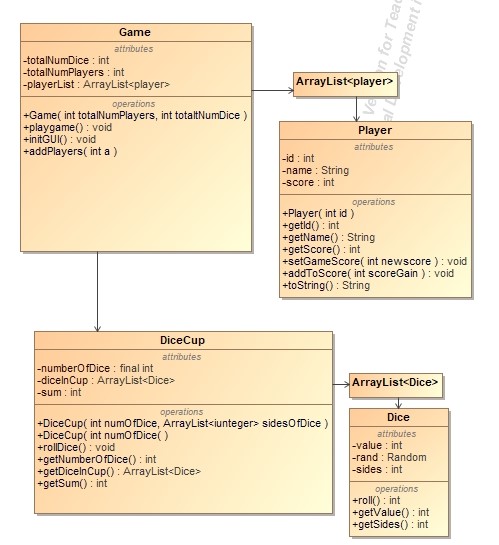 Version for Teac
al Development i
Game
attributes
-totalNumDice : int
-totalNumPlayers : int
-playerList : ArrayList<player>
operations
+Game( int totalNumPlayers, int totaltNumDice )
+playgame() : void
+initGUI() : void
+addPlayers( int a )
ArrayList<player>
Player
attributes
-id : int
-name : String
-score : int
operations
+Player( int id )
+getId() : int
+getName() : String
+getScore() : int
+setGameScore( int newscore ) : void
+addToScore( int scoreGain ) : void
+toString() : String
DiceCup
attributes
-numberOfDice : final int
-diceInCup : ArrayList<Dice>
-sum : int
operations
+DiceCup( int numOfDice, ArrayList<iunteger> sidesOfDice )
+DiceCup( int numOfDice( )
+rollDice() : void
+getNumberOfDice() : int
+getDiceInCup() : ArrayList<Dice>
+getSum() : int
ArrayList<Dice>
Dice
attributes
-value : int
-rand : Random
-sides : int
operations
+roll() : int
+getValue() : int
+getSides() : int